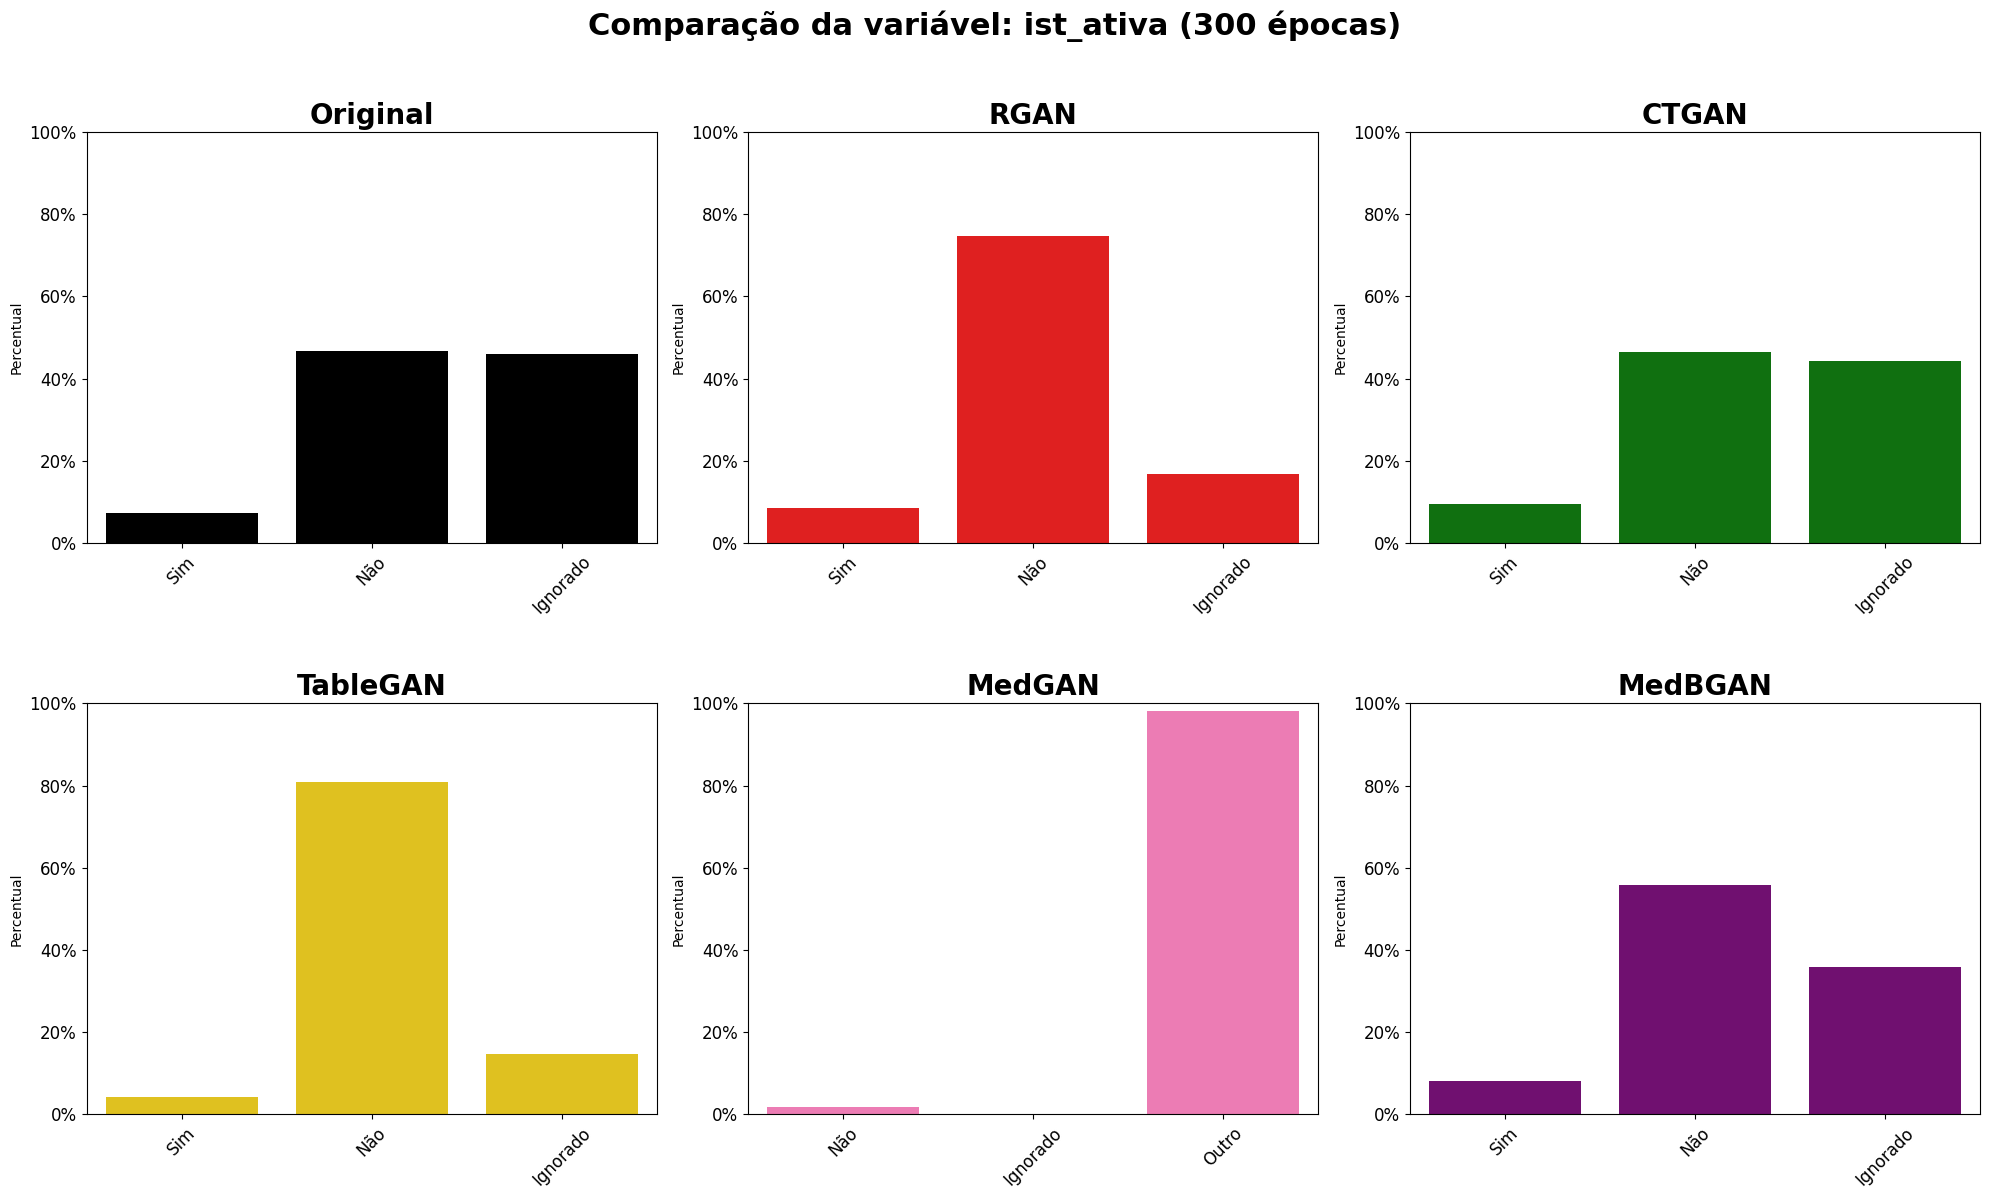 Comparação da variável: ist_ativa (300 épocas)
Original
100%
80%
60%
40%
20%
0%
Percentual
Sim
Não
Ignorado
RGAN
100%
80%
60%
40%
20%
0%
Percentual
Sim
Não
Ignorado
CTGAN
100%
80%
60%
40%
20%
0%
Percentual
Sim
Não
Ignorado
TableGAN
100%
80%
60%
40%
20%
0%
Percentual
Sim
Não
Ignorado
MedGAN
100%
80%
60%
40%
20%
0%
Percentual
Não
Ignorado
Outro
MedBGAN
100%
80%
60%
40%
20%
0%
Percentual
Sim
Não
Ignorado